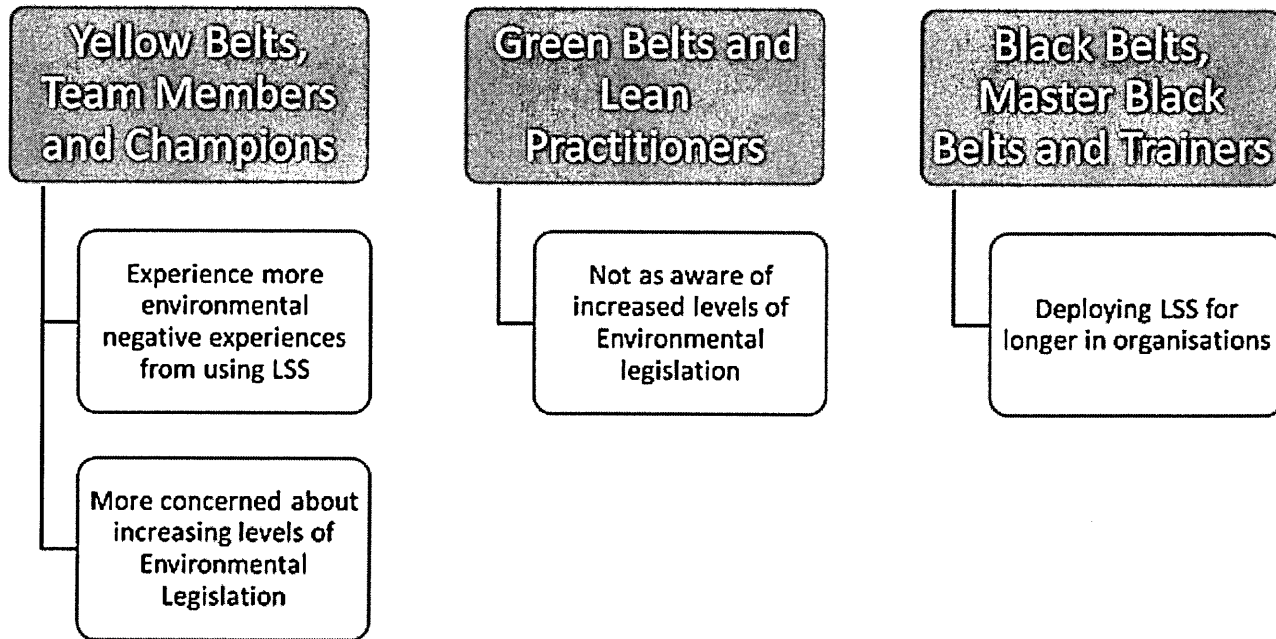 Yellow Belts,
Team Members
and Champions
Experience more
environmental
negative experiences
from using LSS
More concerned about
increasing levels of
Environmental
Legislation
Green Belts and
Lean
Practitioners
Not as aware of
increased levels of
Environmental
legislation
Black Belts,
Master Black
Belts and Trainers
Deploying LSS for
longer in organisations